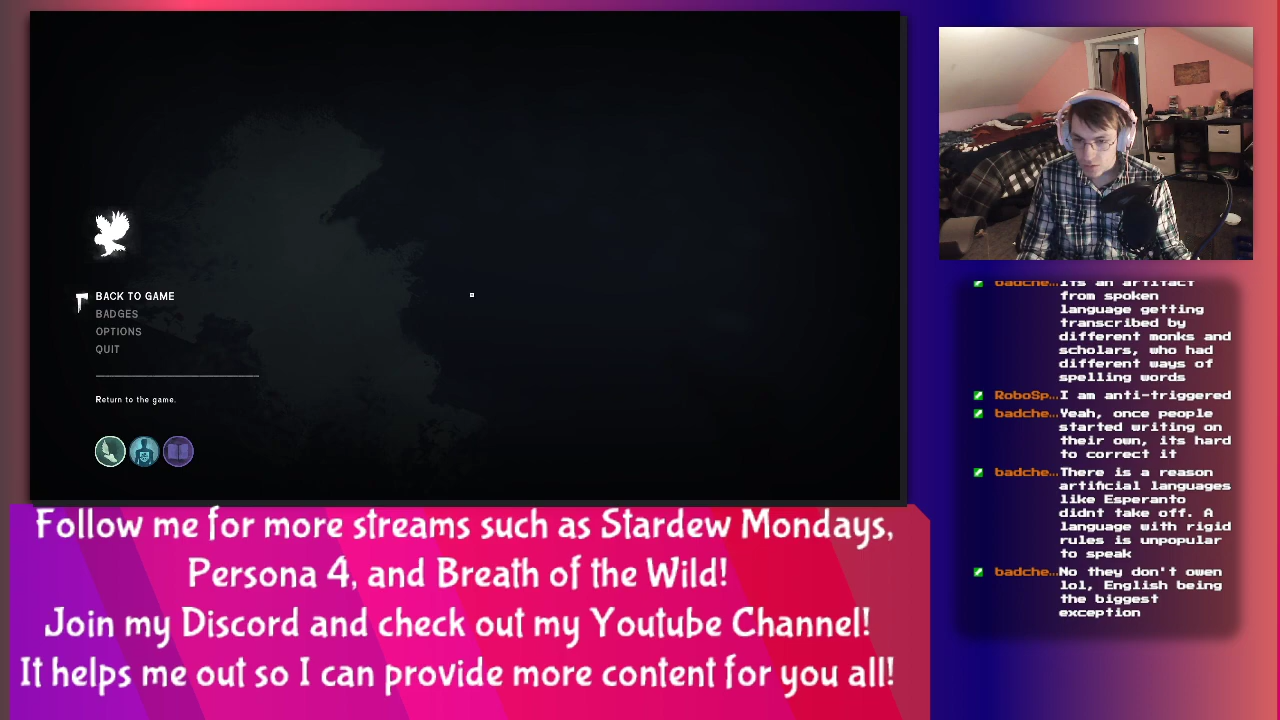 BACK TO GAME
BADGES
OPTIONS
QUIT
Return to the game.
Follow me for more streams such as Stardew Mondays,
Persona 4, and Breath of the Wild!
Join my Discord and check out my Youtube Channel!
It helps me out so I can provide more content for you all!
badche... Its an artifact
from spoken
language getting
transcribed by
different monks and
scholars, who had
different ways of
spelling words
RoboSp... I am anti-triggered
badche... Yeah, once people
started writing on
their own, its hard
to correct it
badche... There is a reason
artificial languages
like Esperanto
didnt take off. A
language with rigid
rules is unpopular
to speak
badche... No they don't owen
lol, English being
the biggest
exception